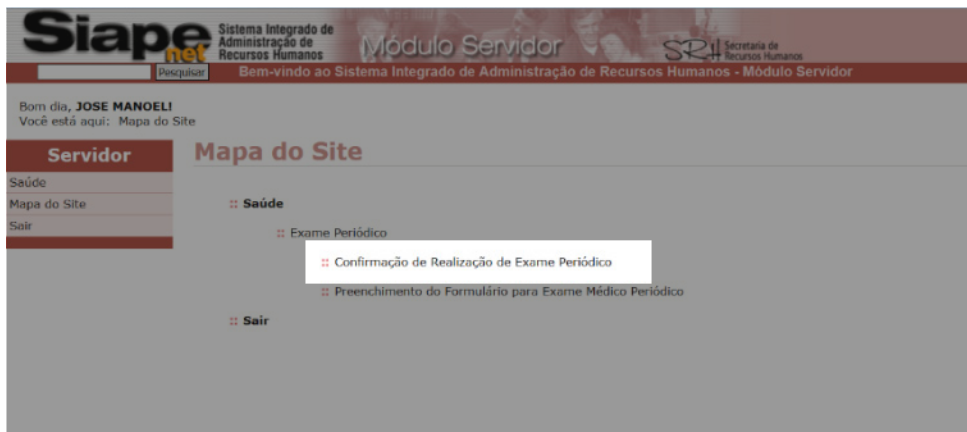 Siape
net
Sistema Integrado de
Administração de
Recursos Humanos
Módulo Servidor
SRH Secretaria de
Recursos Humanos
Pesquisar
Bem-vindo ao Sistema Integrado de Administração de Recursos Humanos - Módulo Servidor
Bom dia, JOSE MANOEL!
Você está aqui: Mapa do Site
Servidor
Saúde
Mapa do Site
Sair
Mapa do Site
:: Saúde
:: Exame Periódico
:: Confirmação de Realização de Exame Periódico
:: Preenchimento do Formulário para Exame Médico Periódico
:: Sair